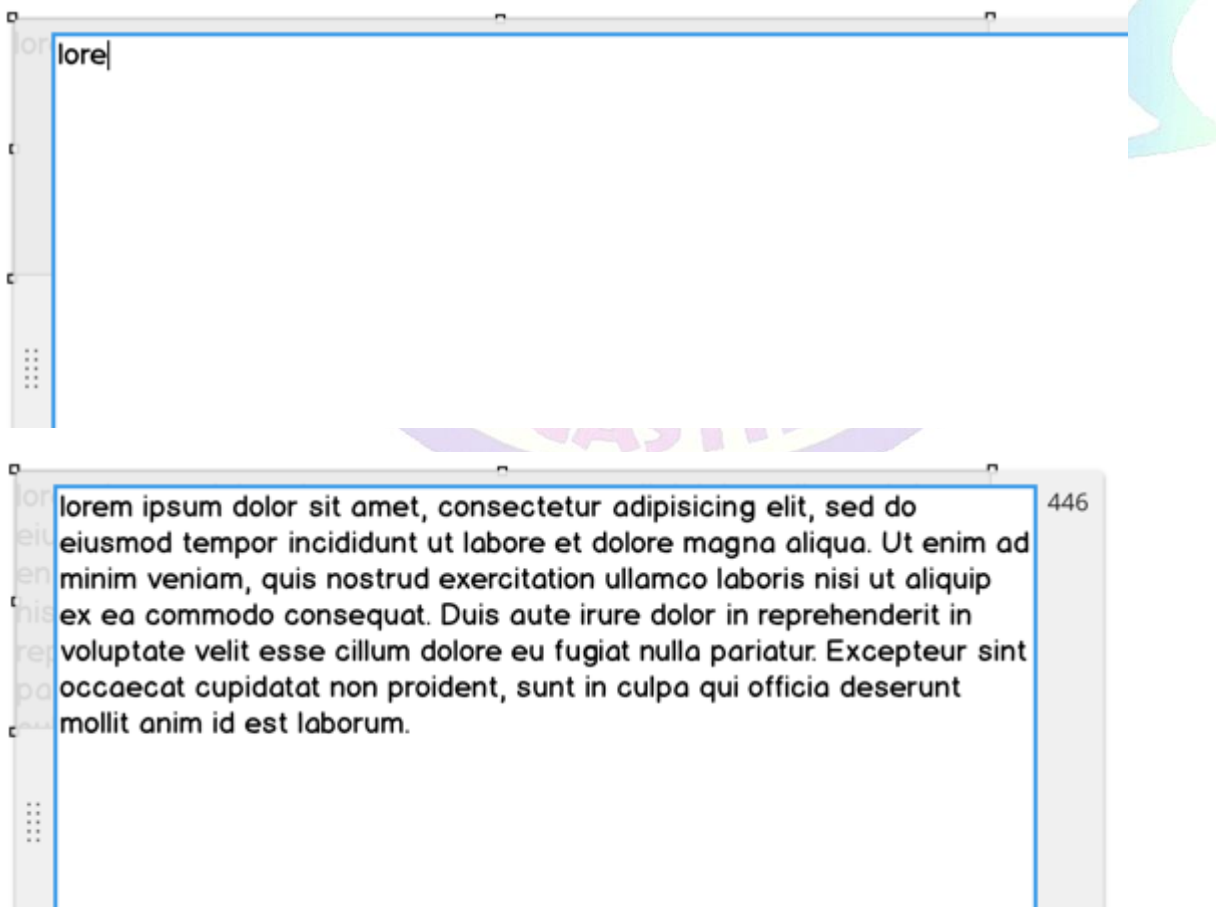 lor
lore
lorem ipsum dolor sit amet, consectetur adipisicing elit, sed do
446
eiusmod tempor incididunt ut labore et dolore magna aliqua. Ut enim ad
minim veniam, quis nostrud exercitation ullamco laboris nisi ut aliquip
ex ea commodo consequat. Duis aute irure dolor in reprehenderit in
voluptate velit esse cillum dolore eu fugiat nulla pariatur. Excepteur sint
occaecat cupidatat non proident, sunt in culpa qui officia deserunt
mollit anim id est laborum.